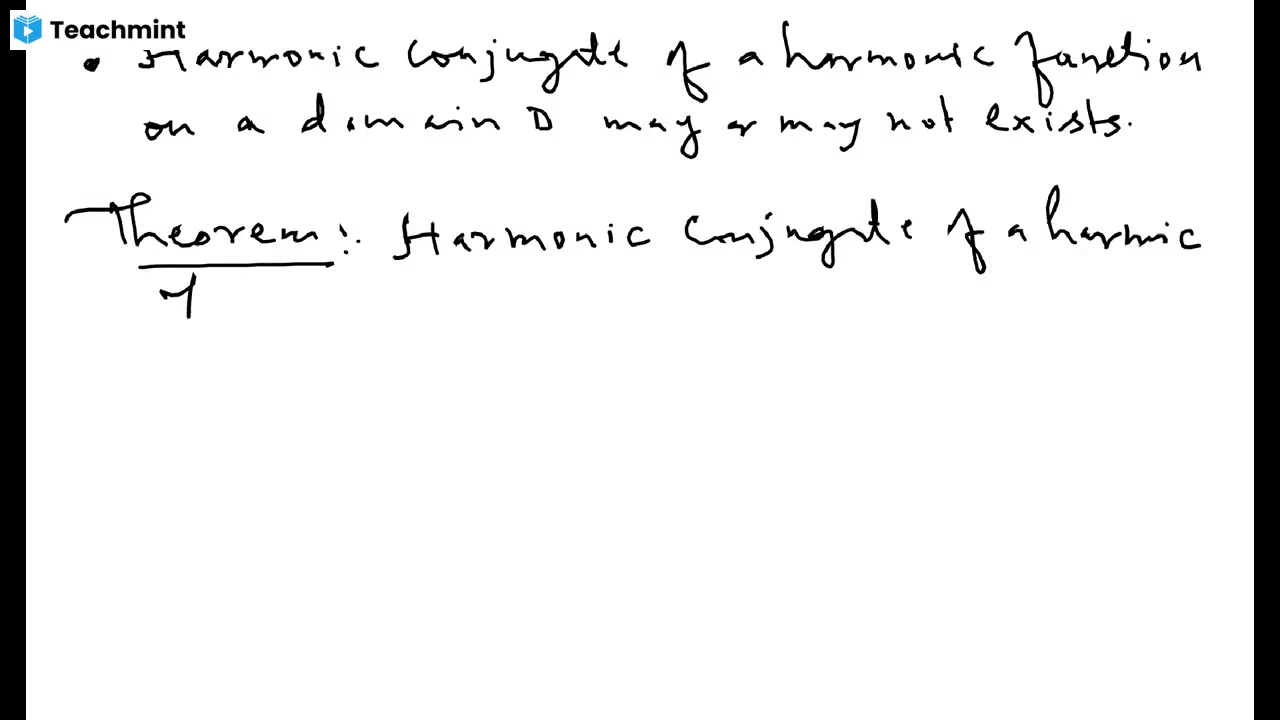 Teachmint
• Harmonic conjugate of a harmonic function
on a domain D may or may not exists.
Theorem:. Harmonic Conjugate of a harmic